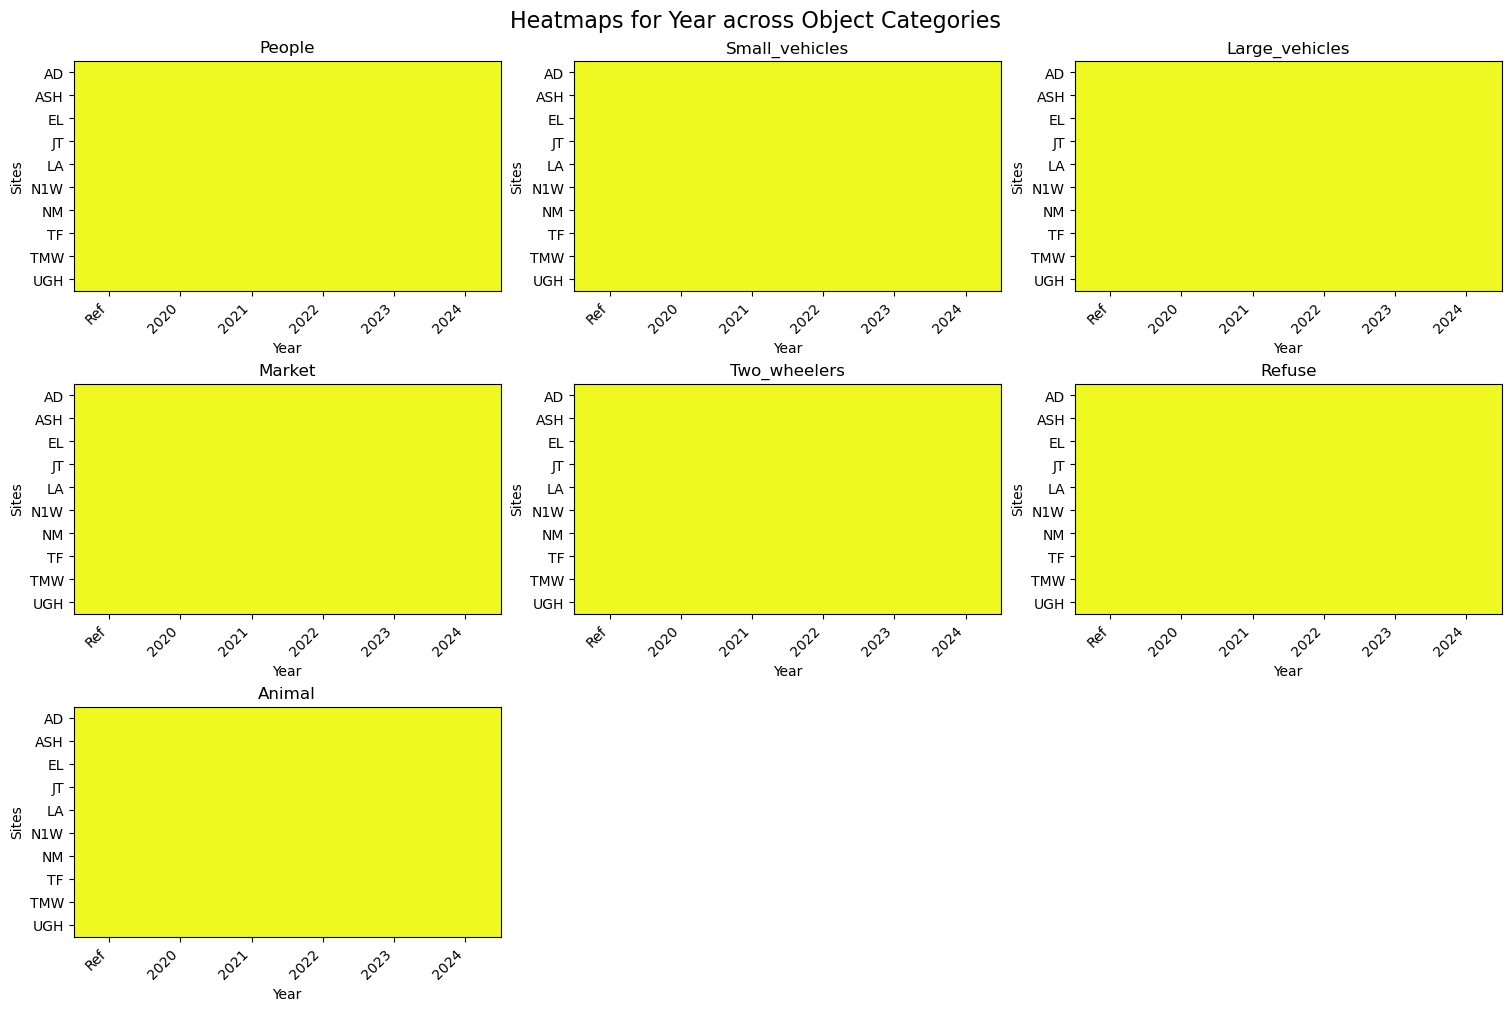 Heatmaps for Year across Object Categories
People
Small_vehicles
Large_vehicles
AD
ASH
EL
JT
LA
N1W
NM
TF
TMW
UGH
Sites
Ref
2020
2021
2022
2023
2024
Year
AD
ASH
EL
JT
LA
N1W
NM
TF
TMW
UGH
Sites
Ref
2020
2021
2022
2023
2024
Year
AD
ASH
EL
JT
LA
N1W
NM
TF
TMW
UGH
Sites
Ref
2020
2021
2022
2023
2024
Year
Market
Two_wheelers
Refuse
AD
ASH
EL
JT
LA
N1W
NM
TF
TMW
UGH
Sites
Ref
2020
2021
2022
2023
2024
Year
AD
ASH
EL
JT
LA
N1W
NM
TF
TMW
UGH
Sites
Ref
2020
2021
2022
2023
2024
Year
AD
ASH
EL
JT
LA
N1W
NM
TF
TMW
UGH
Sites
Ref
2020
2021
2022
2023
2024
Year
Animal
AD
ASH
EL
JT
LA
N1W
NM
TF
TMW
UGH
Sites
Ref
2020
2021
2022
2023
2024
Year